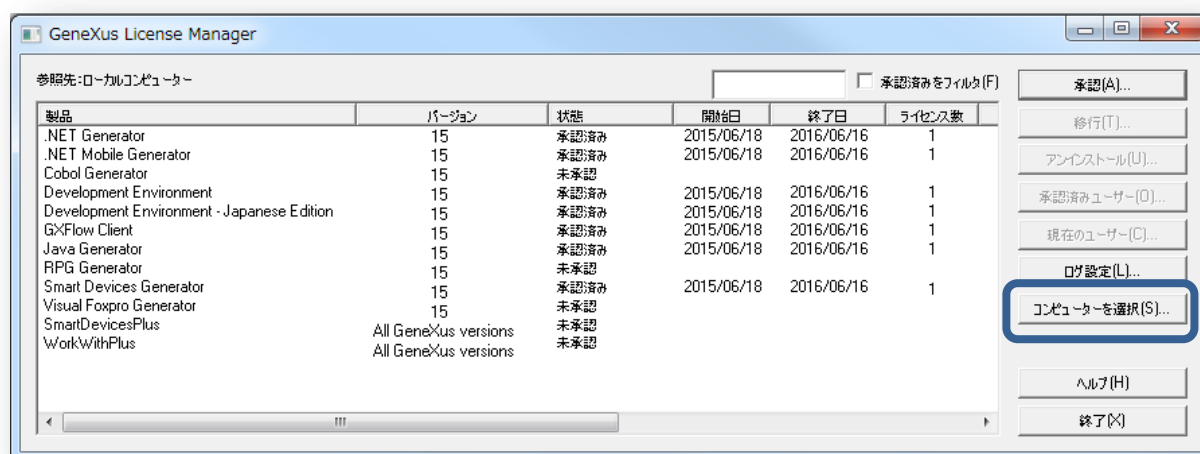 GeneXus License Manager
参照先:ローカルコンピューター
承認済みをフィルタ(F)
製品 バージョン 状態 開始日 終了日 ライセンス数
.NET Generator 15 承認済み 2015/06/18 2016/06/16 1
.NET Mobile Generator 15 承認済み 2015/06/18 2016/06/16 1
Cobol Generator 15 未承認
Development Environment 15 承認済み 2015/06/18 2016/06/16 1
Development Environment - Japanese Edition 15 承認済み 2015/06/18 2016/06/16 1
GXFlow Client 15 承認済み 2015/06/18 2016/06/16 1
Java Generator 15 承認済み 2015/06/18 2016/06/16 1
RPG Generator 15 未承認
Smart Devices Generator 15 承認済み 2015/06/18 2016/06/16 1
Visual Foxpro Generator 15 未承認
SmartDevicesPlus All GeneXus versions 未承認
WorkWithPlus All GeneXus versions 未承認
承認(A)...
移行(T)...
アンインストール(U)...
承認済みユーザー(O)...
現在のユーザー(C)...
ログ設定(L)...
コンピューターを選択(S)...
ヘルプ(H)
終了(X)